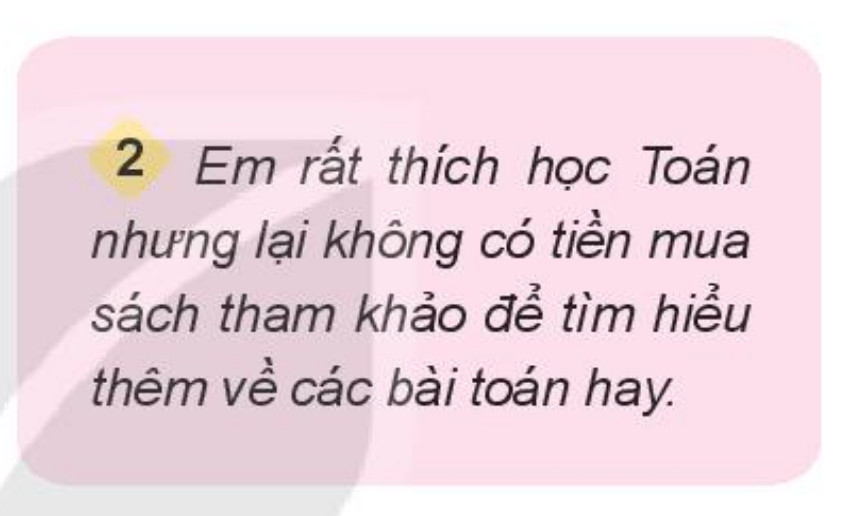 2 Em rất thích học Toán
nhưng lại không có tiền mua
sách tham khảo để tìm hiểu
thêm về các bài toán hay.